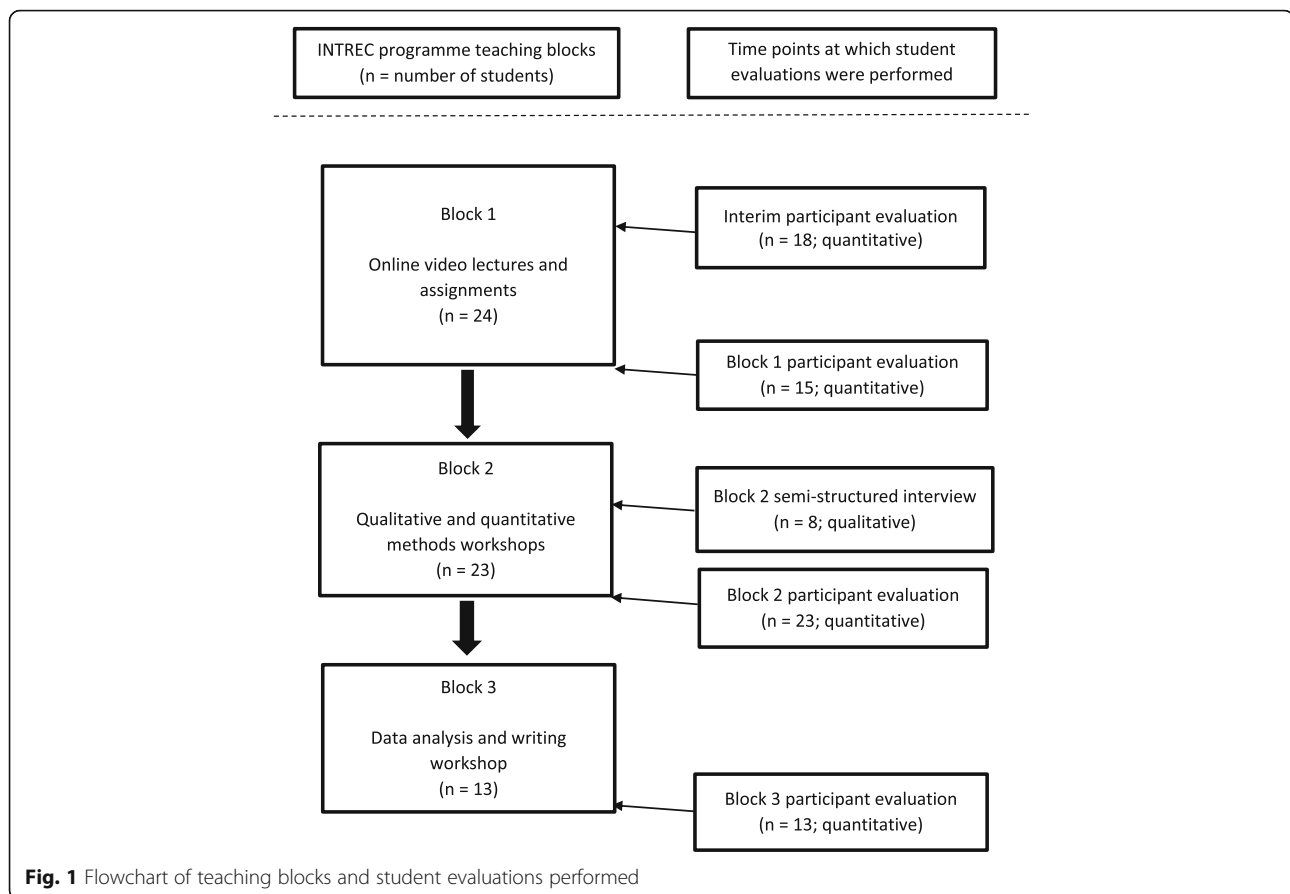 INTREC programme teaching blocks
(n = number of students)
Time points at which student
evaluations were performed
Block 1
Online video lectures and
assignments
(n = 24)
Interim participant evaluation
(n = 18; quantitative)
Block 1 participant evaluation
(n = 15; quantitative)
Block 2
Qualitative and quantitative
methods workshops
(n = 23)
Block 2 semi-structured interview
(n = 8; qualitative)
Block 2 participant evaluation
(n = 23; quantitative)
Block 3
Data analysis and writing
workshop
(n = 13)
Block 3 participant evaluation
(n = 13; quantitative)
Fig. 1 Flowchart of teaching blocks and student evaluations performed